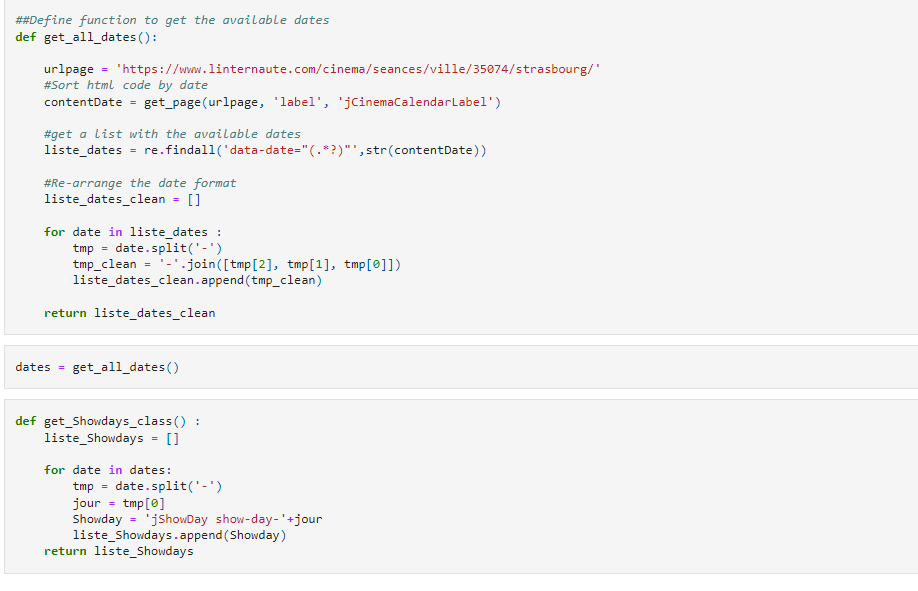 ##Define function to get the available dates
def get_all_dates():
urlpage = 'https://www.linternaute.com/cinema/seances/ville/35074/strasbourg/'
#Sort html code by date
contentDate = get_page(urlpage, 'label', 'jCinemaCalendarLabel')
#get a list with the available dates
liste_dates = re.findall('data-date="(.*?)"',str(contentDate))
#Re-arrange the date format
liste_dates_clean = []
for date in liste_dates :
tmp = date.split('-')
tmp_clean = '-'.join([tmp[2], tmp[1], tmp[0]])
liste_dates_clean.append(tmp_clean)
return liste_dates_clean
dates = get_all_dates()
def get_Showdays_class() :
liste_Showdays = []
for date in dates:
tmp = date.split('-')
jour = tmp[0]
Showday = 'jShowDay show-day-'+jour
liste_Showdays.append(Showday)
return liste_Showdays